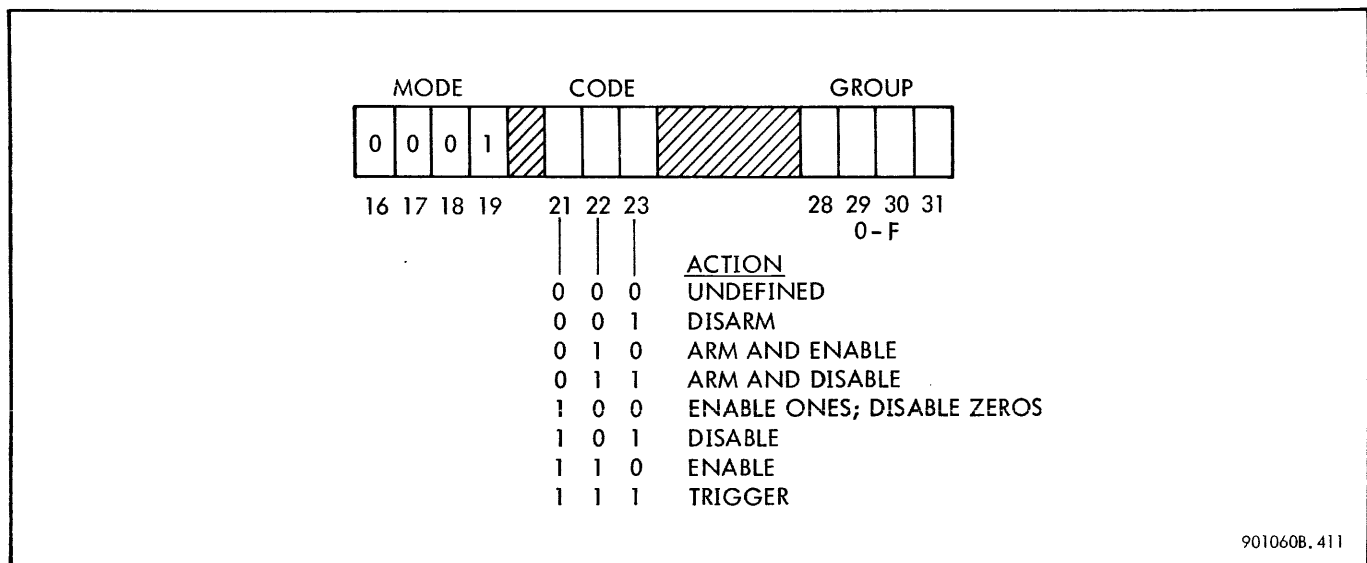 MODE CODE GROUP
0 0 0 1
16 17 18 19 21 22 23 28 29 30 31
0-F
ACTION
0 0 0 UNDEFINED
0 0 1 DISARM
0 1 0 ARM AND ENABLE
0 1 1 ARM AND DISABLE
1 0 0 ENABLE ONES; DISABLE ZEROS
1 0 1 DISABLE
1 1 0 ENABLE
1 1 1 TRIGGER
901060B.411